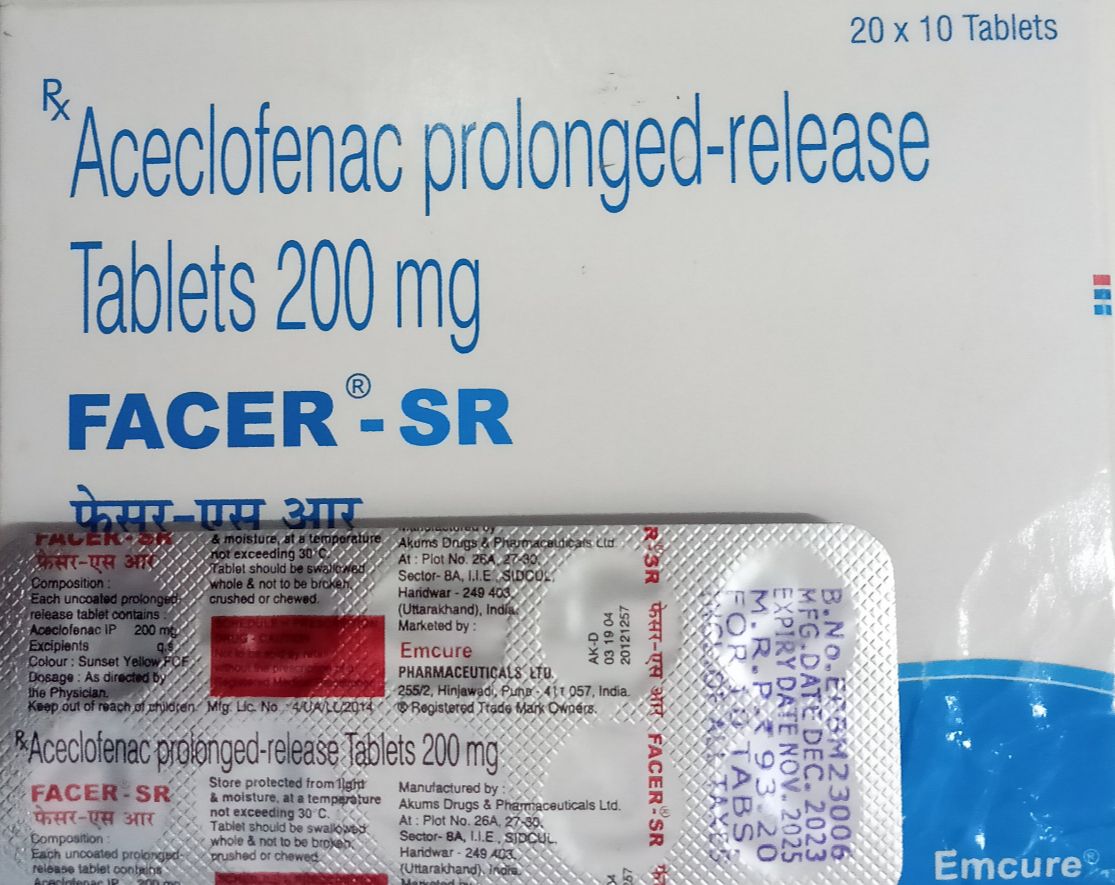 20 x 10 Tablets
Rx
Aceclofenac prolonged-release
Tablets 200 mg
FACER® - SR
फेसर-एस आर
FACER - SR
फेसर-एस आर
Composition :
Each uncoated prolonged-
release tablet contains :
Aceclofenac IP 200 mg
Excipients q.s
Colour : Sunset Yellow FCF
Dosage : As directed by
the Physician.
Keep out of reach of children
& moisture, at a temperature
not exceeding 30°C.
Tablet should be swallowed
whole & not to be broken,
crushed or chewed.
Mfg. Lic. No. : 4/UA/LL/2014
Manufactured by
Akums Drugs & Pharmaceuticals Ltd.
At : Plot No. 26A, 27-30,
Sector- 8A, I.I.E., SIDCUL,
Haridwar - 249 403,
(Uttarakhand), India.
Marketed by :
Emcure
PHARMACEUTICALS LTD.
255/2, Hinjawadi, Pune - 411 057, India.
® Registered Trade Mark Owners.
AK-D
03 19 04
20121257
R®-SR फेसर-एस आर FACER®-SR
B.No.ERBM23006
MFG.DATE DEC.2023
EXPIRY DATE NOV.2025
M.R.P.₹ 93.20
FOR 10 TABS
Rx Aceclofenac prolonged-release Tablets 200 mg
FACER - SR
फेसर-एस आर
Composition :
Each uncoated prolonged-
release tablet contains
Aceclofenac IP 200 mg
Store protected from light
& moisture, at a temperature
not exceeding 30°C.
Tablet should be swallowed
whole & not to be broken,
crushed or chewed.
Manufactured by :
Akums Drugs & Pharmaceuticals Ltd.
At : Plot No. 26A, 27-30,
Sector- 8A, I.I.E., SIDCUL,
Haridwar - 249 403,
(Uttarakhand), India.
Marketed by :
Emcure®